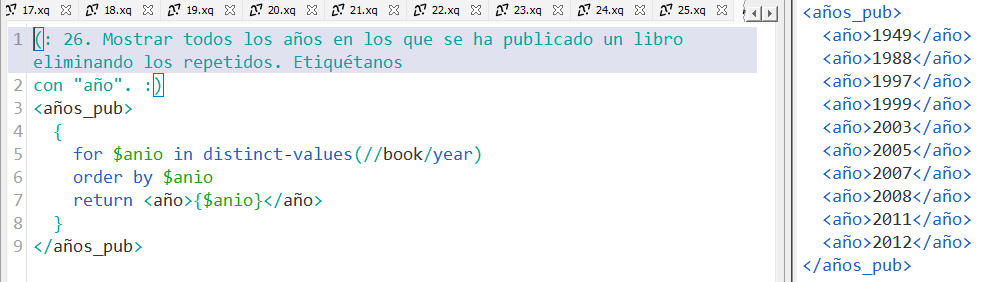 17.xq 18.xq 19.xq 20.xq 21.xq 22.xq 23.xq 24.xq 25.xq
1 (: 26. Mostrar todos los años en los que se ha publicado un libro
eliminando los repetidos. Etiquétanos
2 con "año". :)
3 <años_pub>
4 {
5 for $anio in distinct-values(//book/year)
6 order by $anio
7 return <año>{$anio}</año>
8 }
9 </años_pub>
<años_pub>
<año>1949</año>
<año>1988</año>
<año>1997</año>
<año>1999</año>
<año>2003</año>
<año>2005</año>
<año>2007</año>
<año>2008</año>
<año>2011</año>
<año>2012</año>
</años_pub>